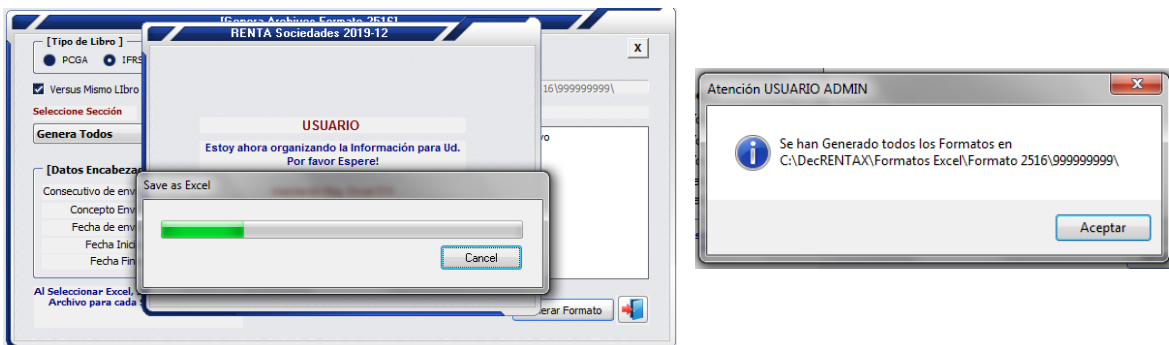 [Genera Archivos Formato 2516]
RENTA Sociedades 2019-12
[Tipo de Libro ]
PCGA IFRS
X
Versus Mismo LIbro
16\999999999\
Seleccione Sección
Genera Todos
USUARIO
Estoy ahora organizando la Información para Ud.
Por favor Espere!
[Datos Encabeza
Consecutivo de env
Concepto Env
Fecha de env
Fecha Inici
Fecha Fin
Save as Excel
Cancel
Al Seleccionar Excel,
Archivo para cada
erar Formato
Atención USUARIO ADMIN
Se han Generado todos los Formatos en
C:\DecRENTAX\Formatos Excel\Formato 2516\999999999\
Aceptar